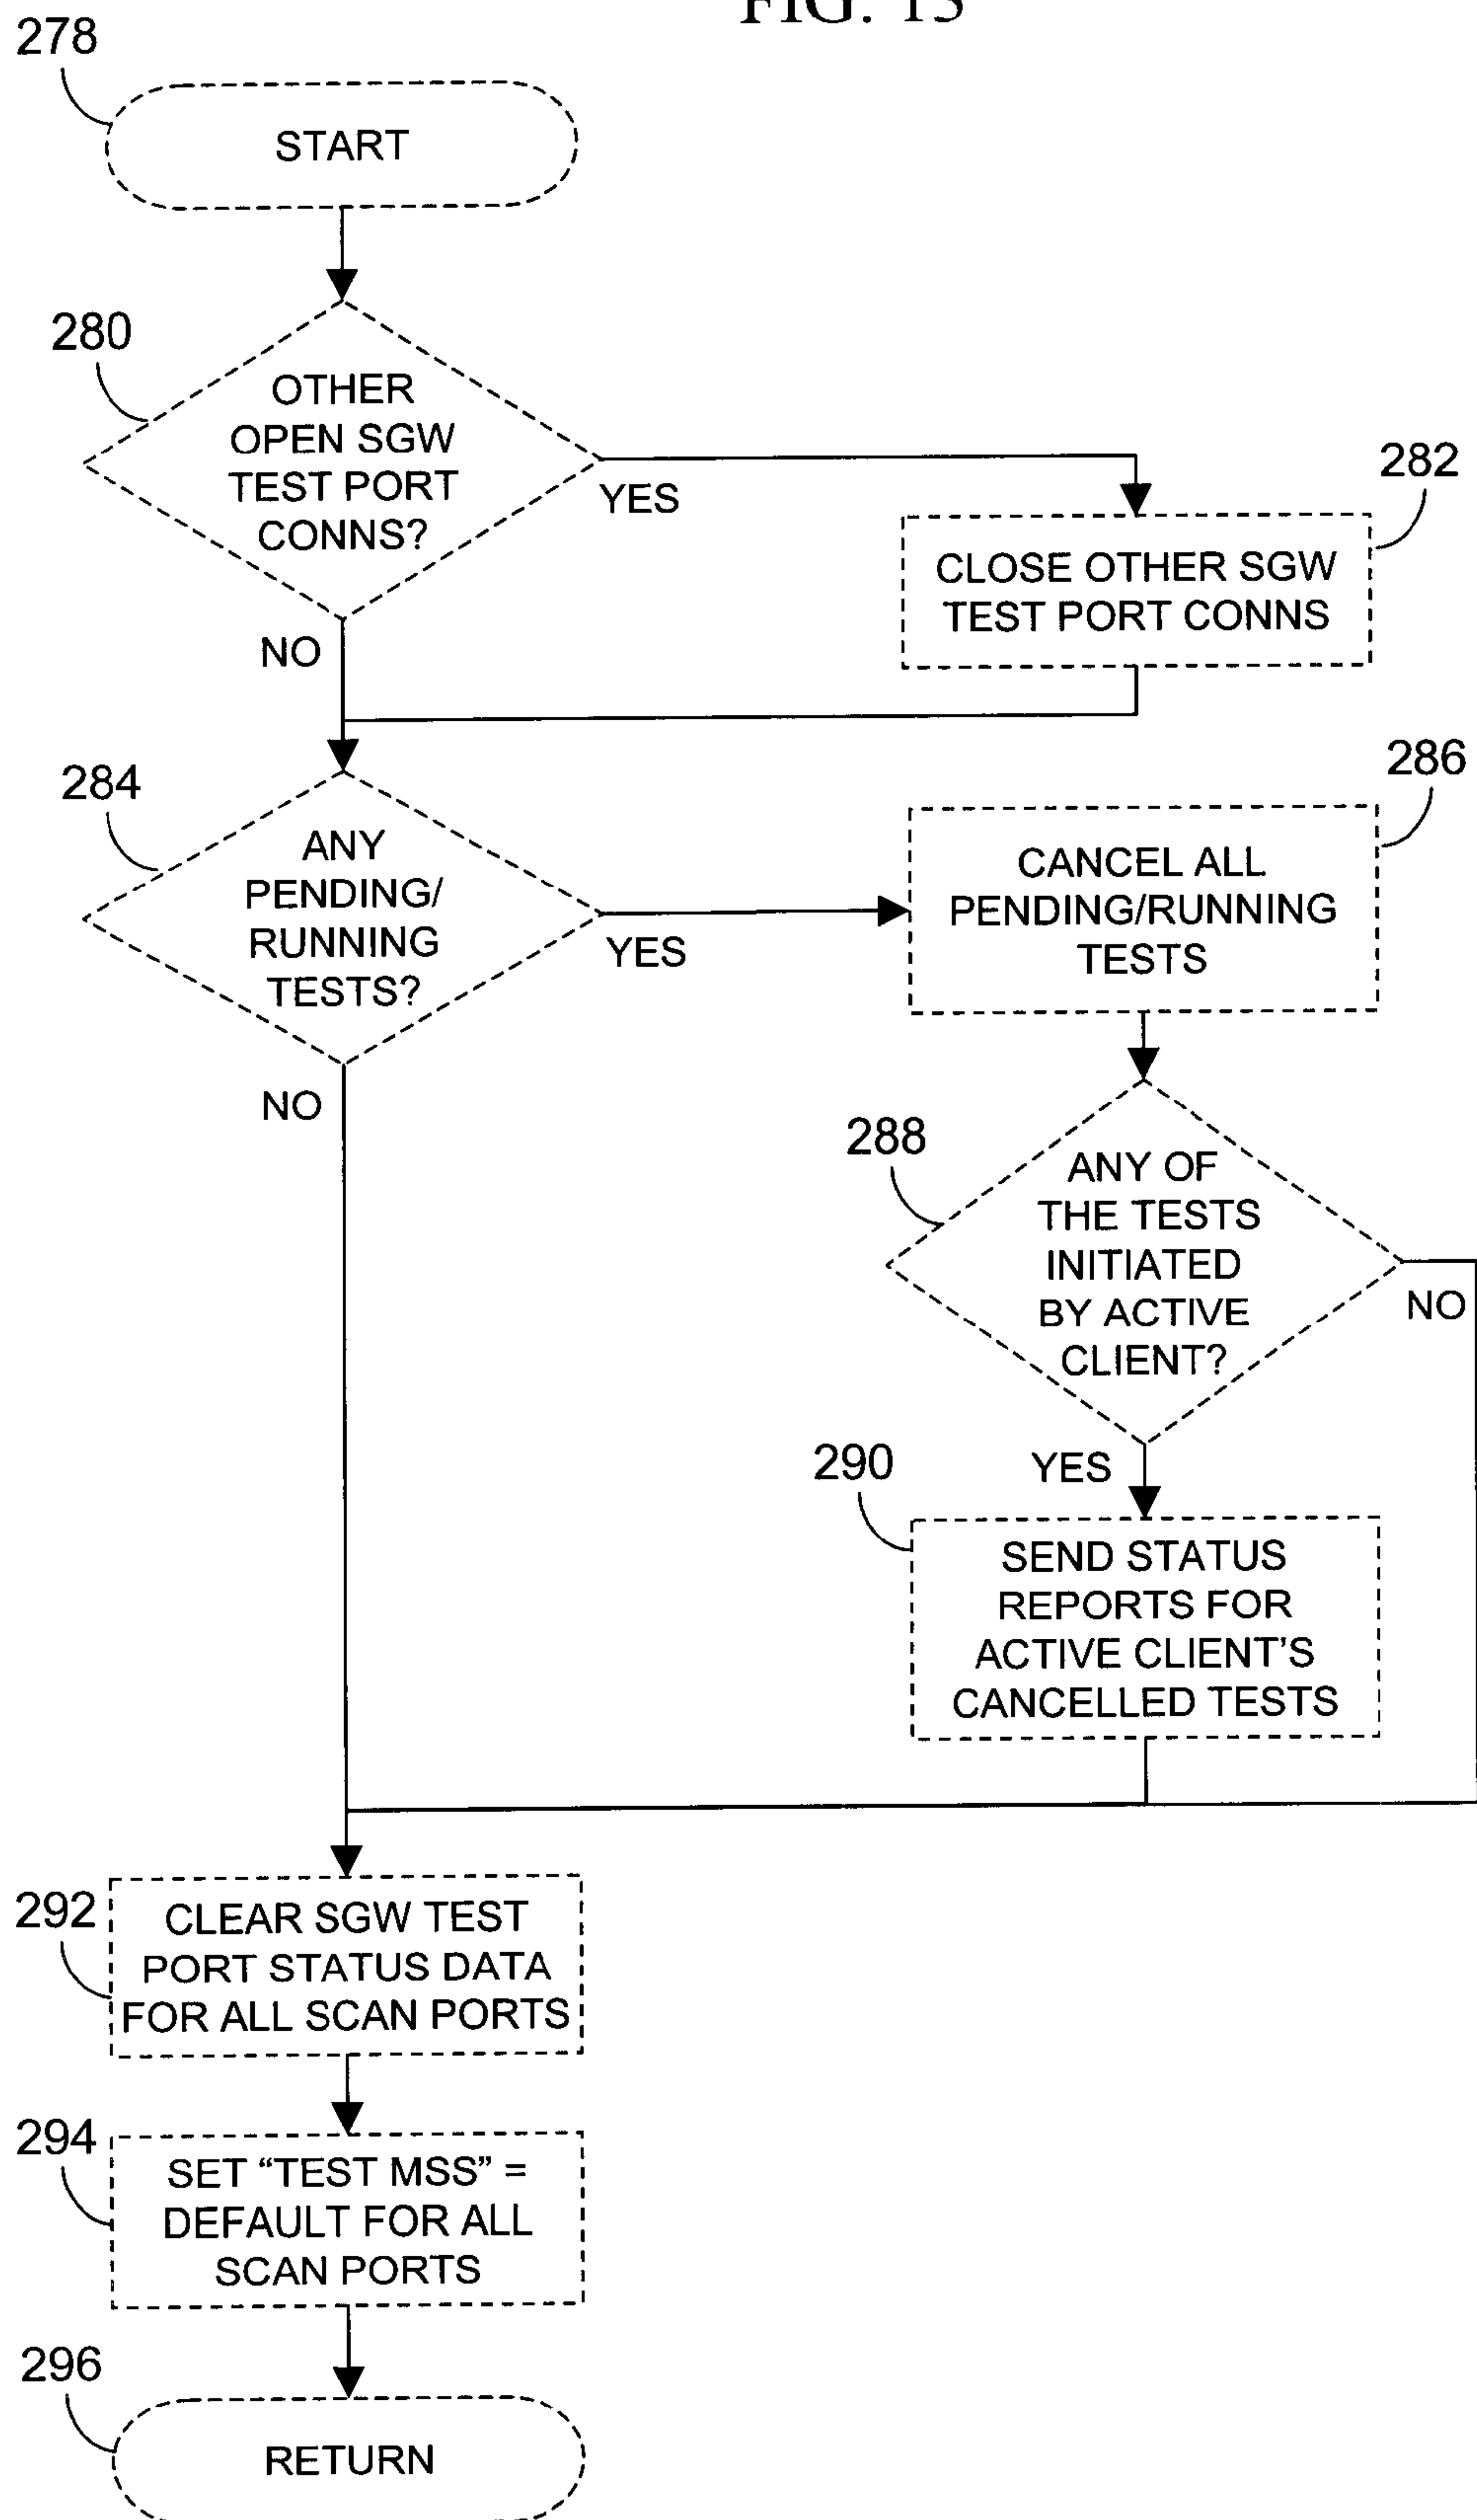 FIG. 13
278
START
280
OTHER
OPEN SGW
TEST PORT
CONNS?
YES
282
CLOSE OTHER SGW
TEST PORT CONNS
NO
284
ANY
PENDING/
RUNNING
TESTS?
YES
286
CANCEL ALL
PENDING/RUNNING
TESTS
NO
288
ANY OF
THE TESTS
INITIATED
BY ACTIVE
CLIENT?
NO
YES
290
SEND STATUS
REPORTS FOR
ACTIVE CLIENT’S
CANCELLED TESTS
292
CLEAR SGW TEST
PORT STATUS DATA
FOR ALL SCAN PORTS
294
SET “TEST MSS” =
DEFAULT FOR ALL
SCAN PORTS
296
RETURN